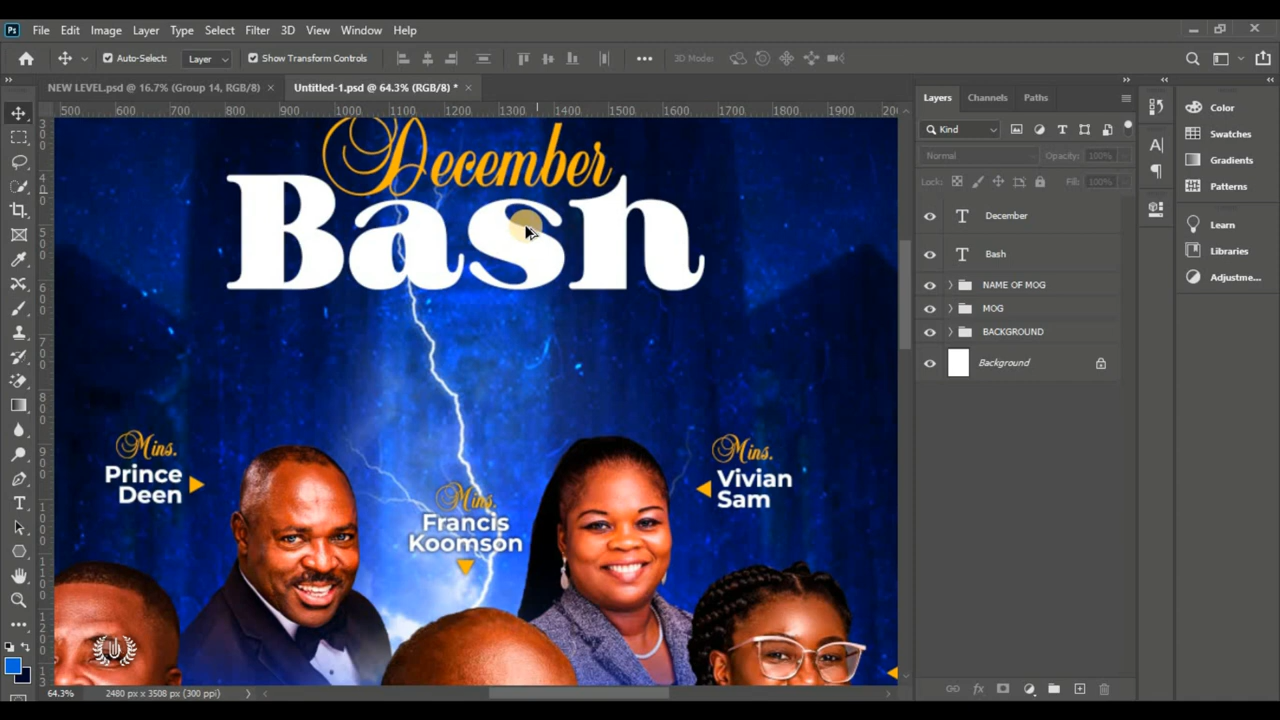 Ps File Edit Image Layer Type Select Filter 3D View Window Help
Auto-Select: Layer Show Transform Controls ••• 3D Mode:
NEW LEVEL.psd @ 16.7% (Group 14, RGB/8) × Untitled-1.psd @ 64.3% (RGB/8) * ×
500 600 700 800 900 1000 1100 1200 1300 1400 1500 1600 1700 1800 1900
Layers Channels Paths
Kind
Normal Opacity: 100%
Lock: Fill: 100%
T December
T Bash
NAME OF MOG
MOG
BACKGROUND
Background
Color
Swatches
Gradients
Patterns
Learn
Libraries
Adjustme...
December
Bash
Mins.
Prince
Deen
Mins.
Francis
Koomson
Mins.
Vivian
Sam
64.3% 2480 px x 3508 px (300 ppi)